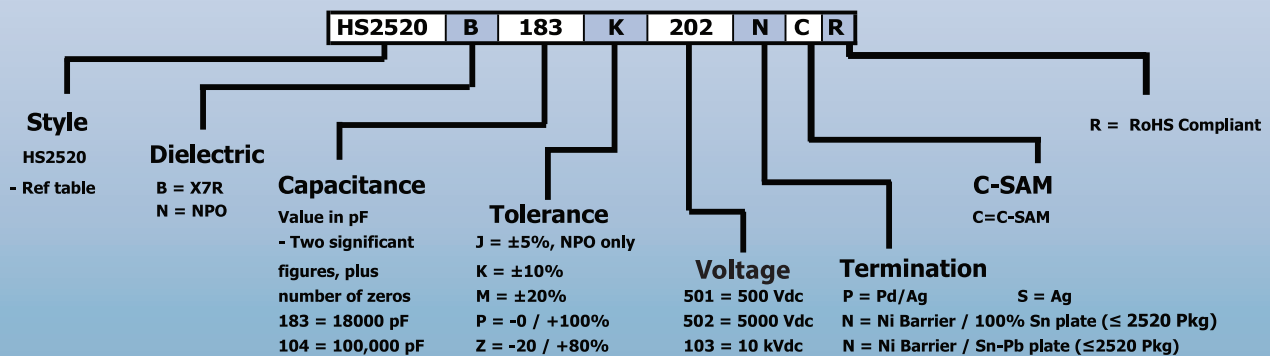 HS2520 B 183 K 202 N C R
Style
HS2520
- Ref table
Dielectric
B = X7R
N = NPO
Capacitance
Value in pF
- Two significant
figures, plus
number of zeros
183 = 18000 pF
104 = 100,000 pF
Tolerance
J = ±5%, NPO only
K = ±10%
M = ±20%
P = -0 / +100%
Z = -20 / +80%
Voltage
501 = 500 Vdc
502 = 5000 Vdc
103 = 10 kVdc
Termination
P = Pd/Ag S = Ag
N = Ni Barrier / 100% Sn plate (≤ 2520 Pkg)
N = Ni Barrier / Sn-Pb plate (≤2520 Pkg)
C-SAM
C=C-SAM
R = RoHS Compliant